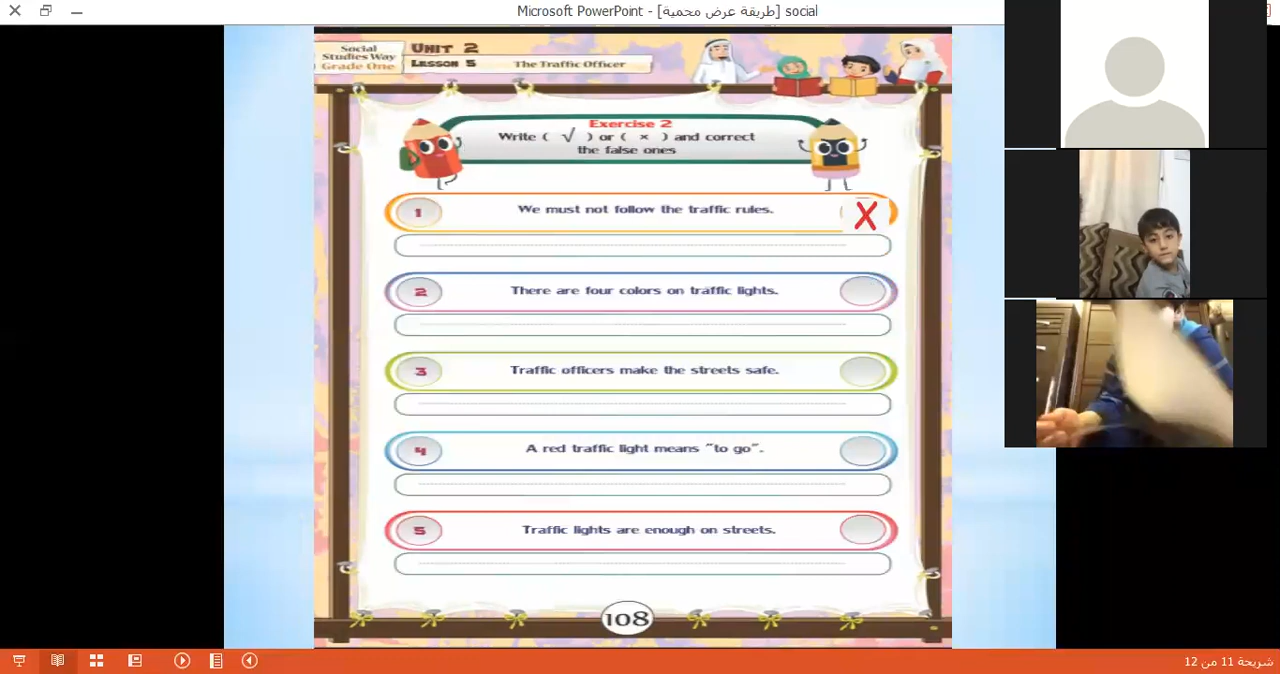 Microsoft PowerPoint - [طريقة عرض محمية] social
Social
Studies Way
Grade One
Unit 2
Lesson 5 The Traffic Officer
Exercise 2
Write ( √ ) or ( × ) and correct
the false ones
1 We must not follow the traffic rules. X
2 There are four colors on traffic lights.
3 Traffic officers make the streets safe.
4 A red traffic light means "to go".
5 Traffic lights are enough on streets.
108
شريحة 11 من 12